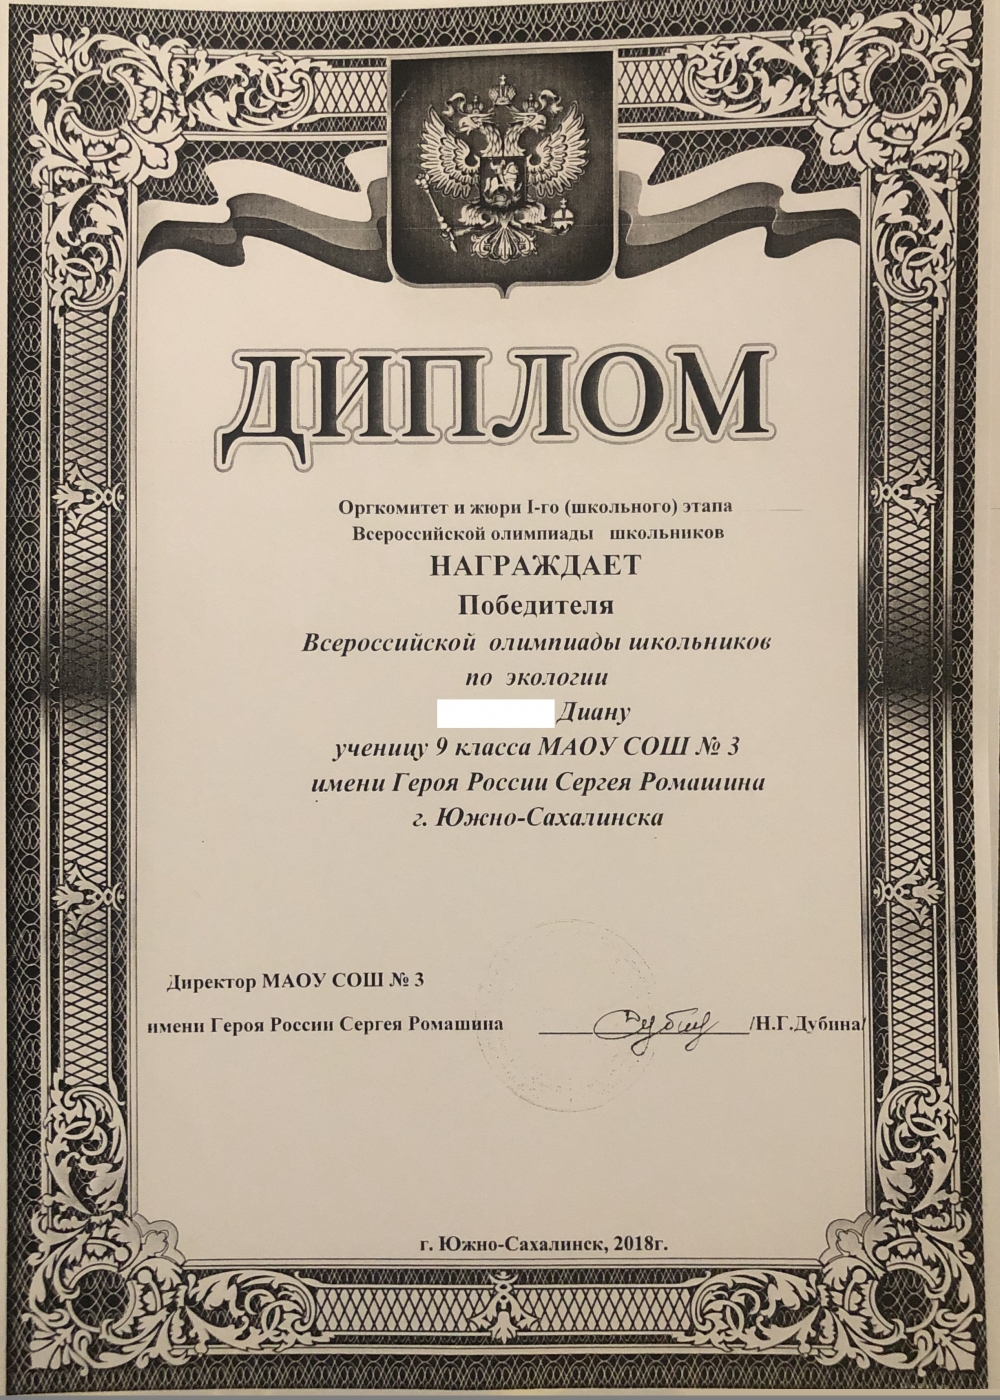 ДИПЛОМ
Оргкомитет и жюри I-го (школьного) этапа
Всероссийской олимпиады школьников
НАГРАЖДАЕТ
Победителя
Всероссийской олимпиады школьников
по экологии
Диану
ученицу 9 класса МАОУ СОШ № 3
имени Героя России Сергея Ромашина
г. Южно-Сахалинска
Директор МАОУ СОШ № 3
имени Героя России Сергея Ромашина /Н.Г.Дубина/
г. Южно-Сахалинск, 2018г.